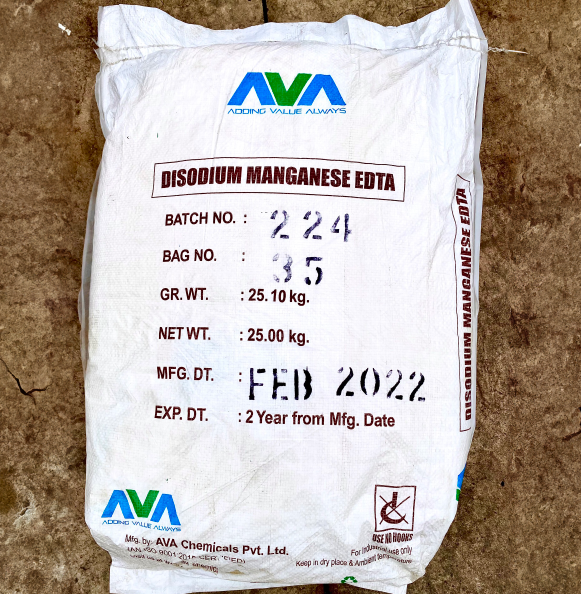 AVA
ADDING VALUE ALWAYS
DISODIUM MANGANESE EDTA
BATCH NO. : 224
BAG NO. : 35
GR. WT. : 25.10 kg.
NET WT. : 25.00 kg.
MFG. DT. : FEB 2022
EXP. DT. : 2 Year from Mfg. Date
DISODIUM MANGANESE EDTA
AVA
ADDING VALUE ALWAYS
USE NO HOOKS
Mfg. by: AVA Chemicals Pvt. Ltd.
For Industrial use only
Keep in dry place & Ambient temperature